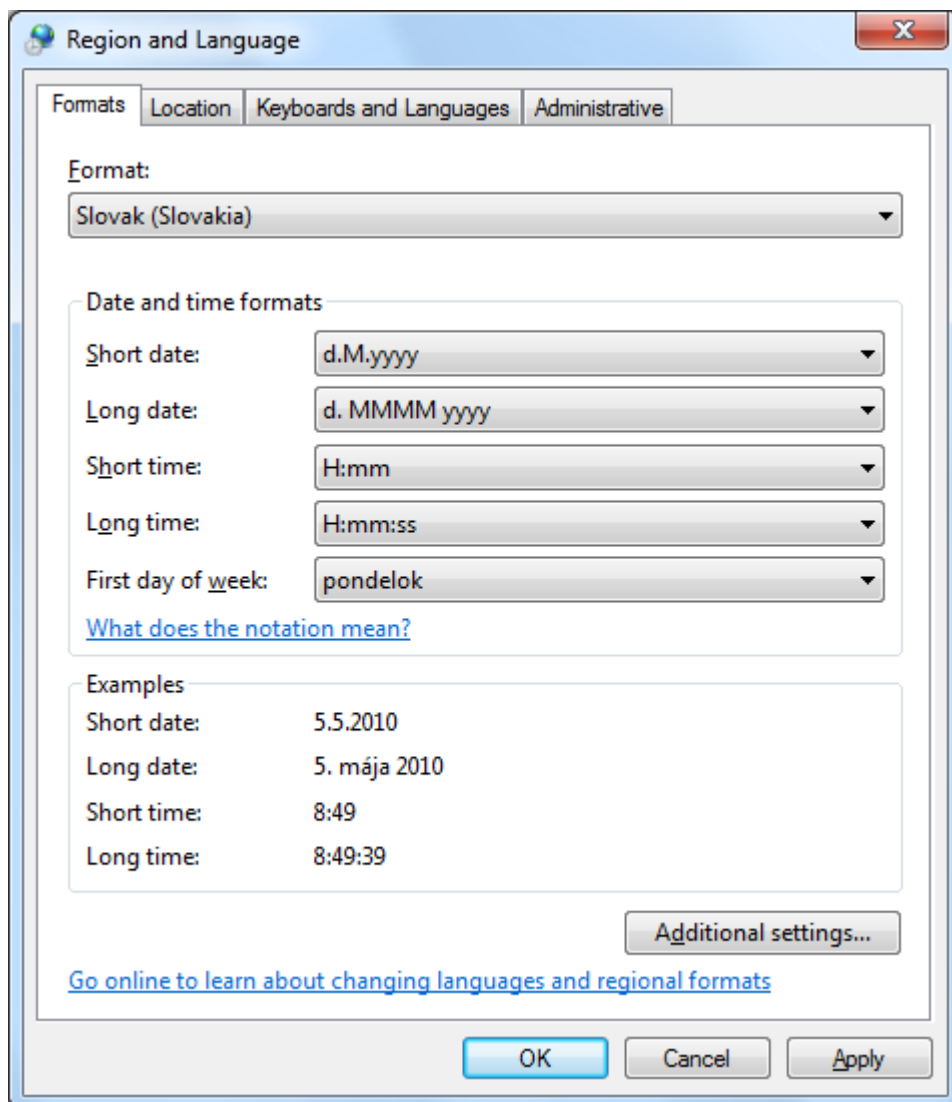 Region and Language
Formats Location Keyboards and Languages Administrative
Format:
Slovak (Slovakia)
Date and time formats
Short date: d.M.yyyy
Long date: d. MMMM yyyy
Short time: H:mm
Long time: H:mm:ss
First day of week: pondelok
What does the notation mean?
Examples
Short date: 5.5.2010
Long date: 5. mája 2010
Short time: 8:49
Long time: 8:49:39
Additional settings...
Go online to learn about changing languages and regional formats
OK Cancel Apply